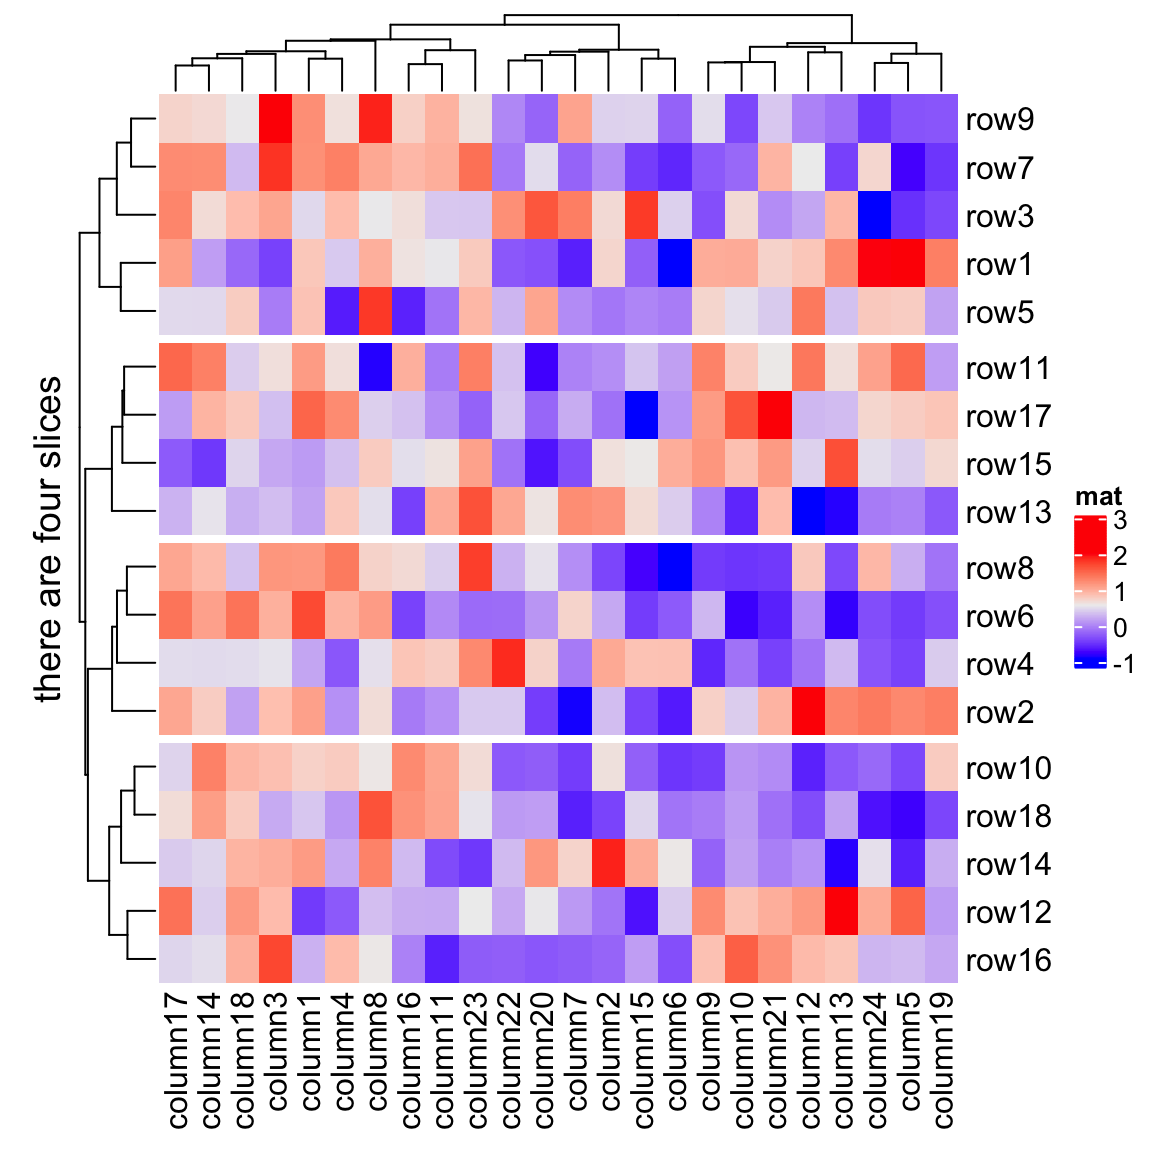 there are four slices
row9
row7
row3
row1
row5
row11
row17
row15
row13
row8
row6
row4
row2
row10
row18
row14
row12
row16
mat
3
2
1
0
-1
column17
column14
column18
column3
column1
column4
column8
column16
column11
column23
column22
column20
column7
column2
column15
column6
column9
column10
column21
column12
column13
column24
column5
column19